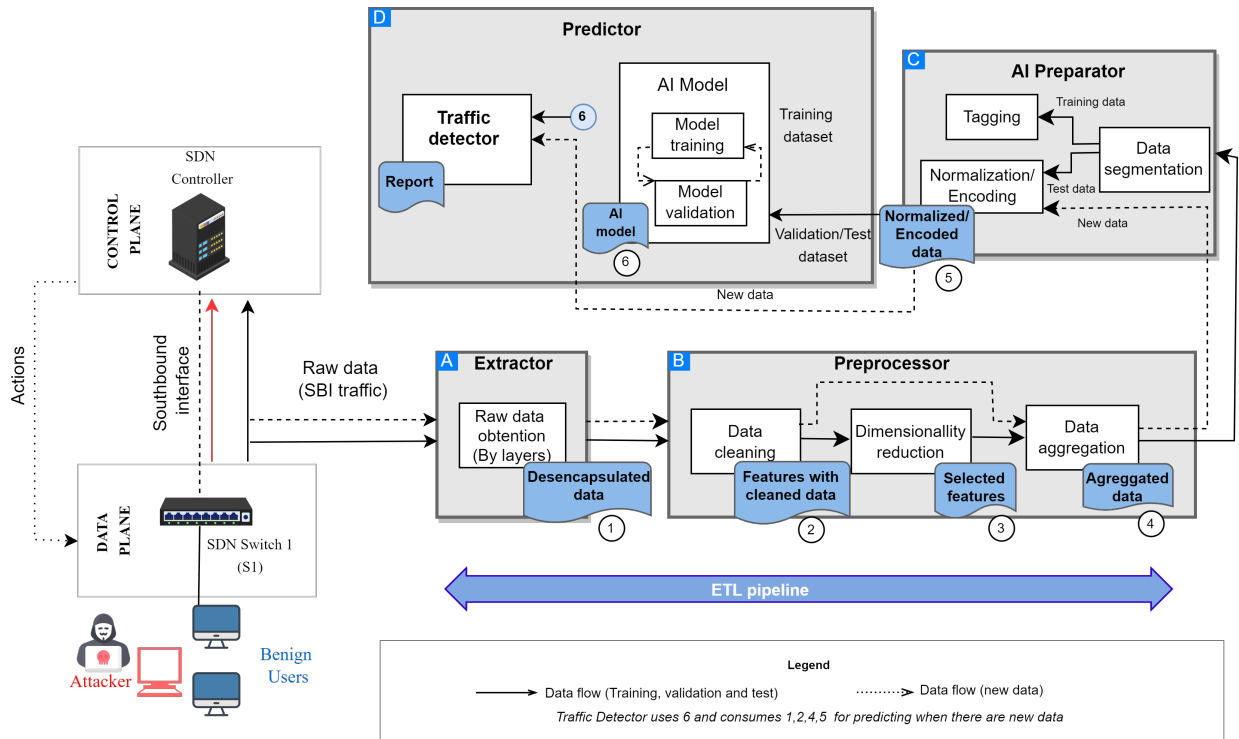 D
Predictor
C
AI Preparator
AI Model
Training
dataset
Training data
Tagging
Traffic
detector
6
Model
training
Data
segmentation
SDN
Controller
Report
Model
validation
Normalization/
Encoding
Test data
AI
model
6
Validation/Test
dataset
Normalized/
Encoded
data
5
New data
New data
CONTROL
PLANE
Actions
Southbound
interface
Raw data
(SBI traffic)
A
Extractor
B
Preprocessor
Raw data
obtention
(By layers)
Data
cleaning
Dimensionallity
reduction
Data
aggregation
Desencapsulated
data
Features with
cleaned data
Selected
features
Agreggated
data
1
2
3
4
DATA
PLANE
SDN Switch 1
(S1)
ETL pipeline
Attacker
Benign
Users
Legend
Data flow (Training, validation and test)
Data flow (new data)
Traffic Detector uses 6 and consumes 1,2,4,5 for predicting when there are new data